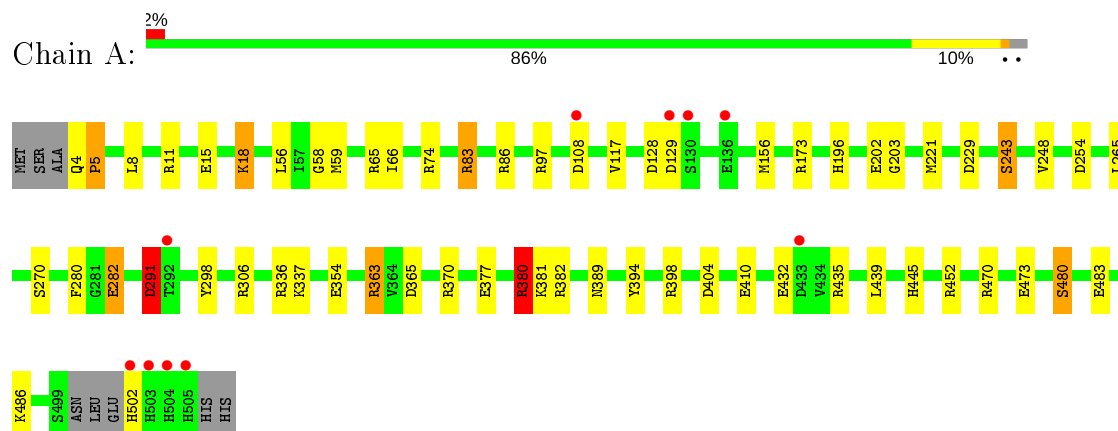 2%
Chain A:
86% 10% • •
MET SER ALA Q4 P5 L8 R11 E15 K18 L56 I57 G58 M59 R65 I66 R74 R83 R86 R97 D108 V117 D128 D129 S130 E136 M156 R173 H196 E202 G203 M221 D229 S243 V248 D254 L265
S270 F280 G281 E282 D291 T292 Y298 R306 R336 K337 E354 R363 V364 D365 R370 E377 R380 K381 R382 N389 Y394 R398 D404 E410 E432 D433 V434 R435 L439 H445 R452 R470 E473 S480 E483
K486 S499 ASN LEU GLU H502 H503 H504 H505 HIS HIS